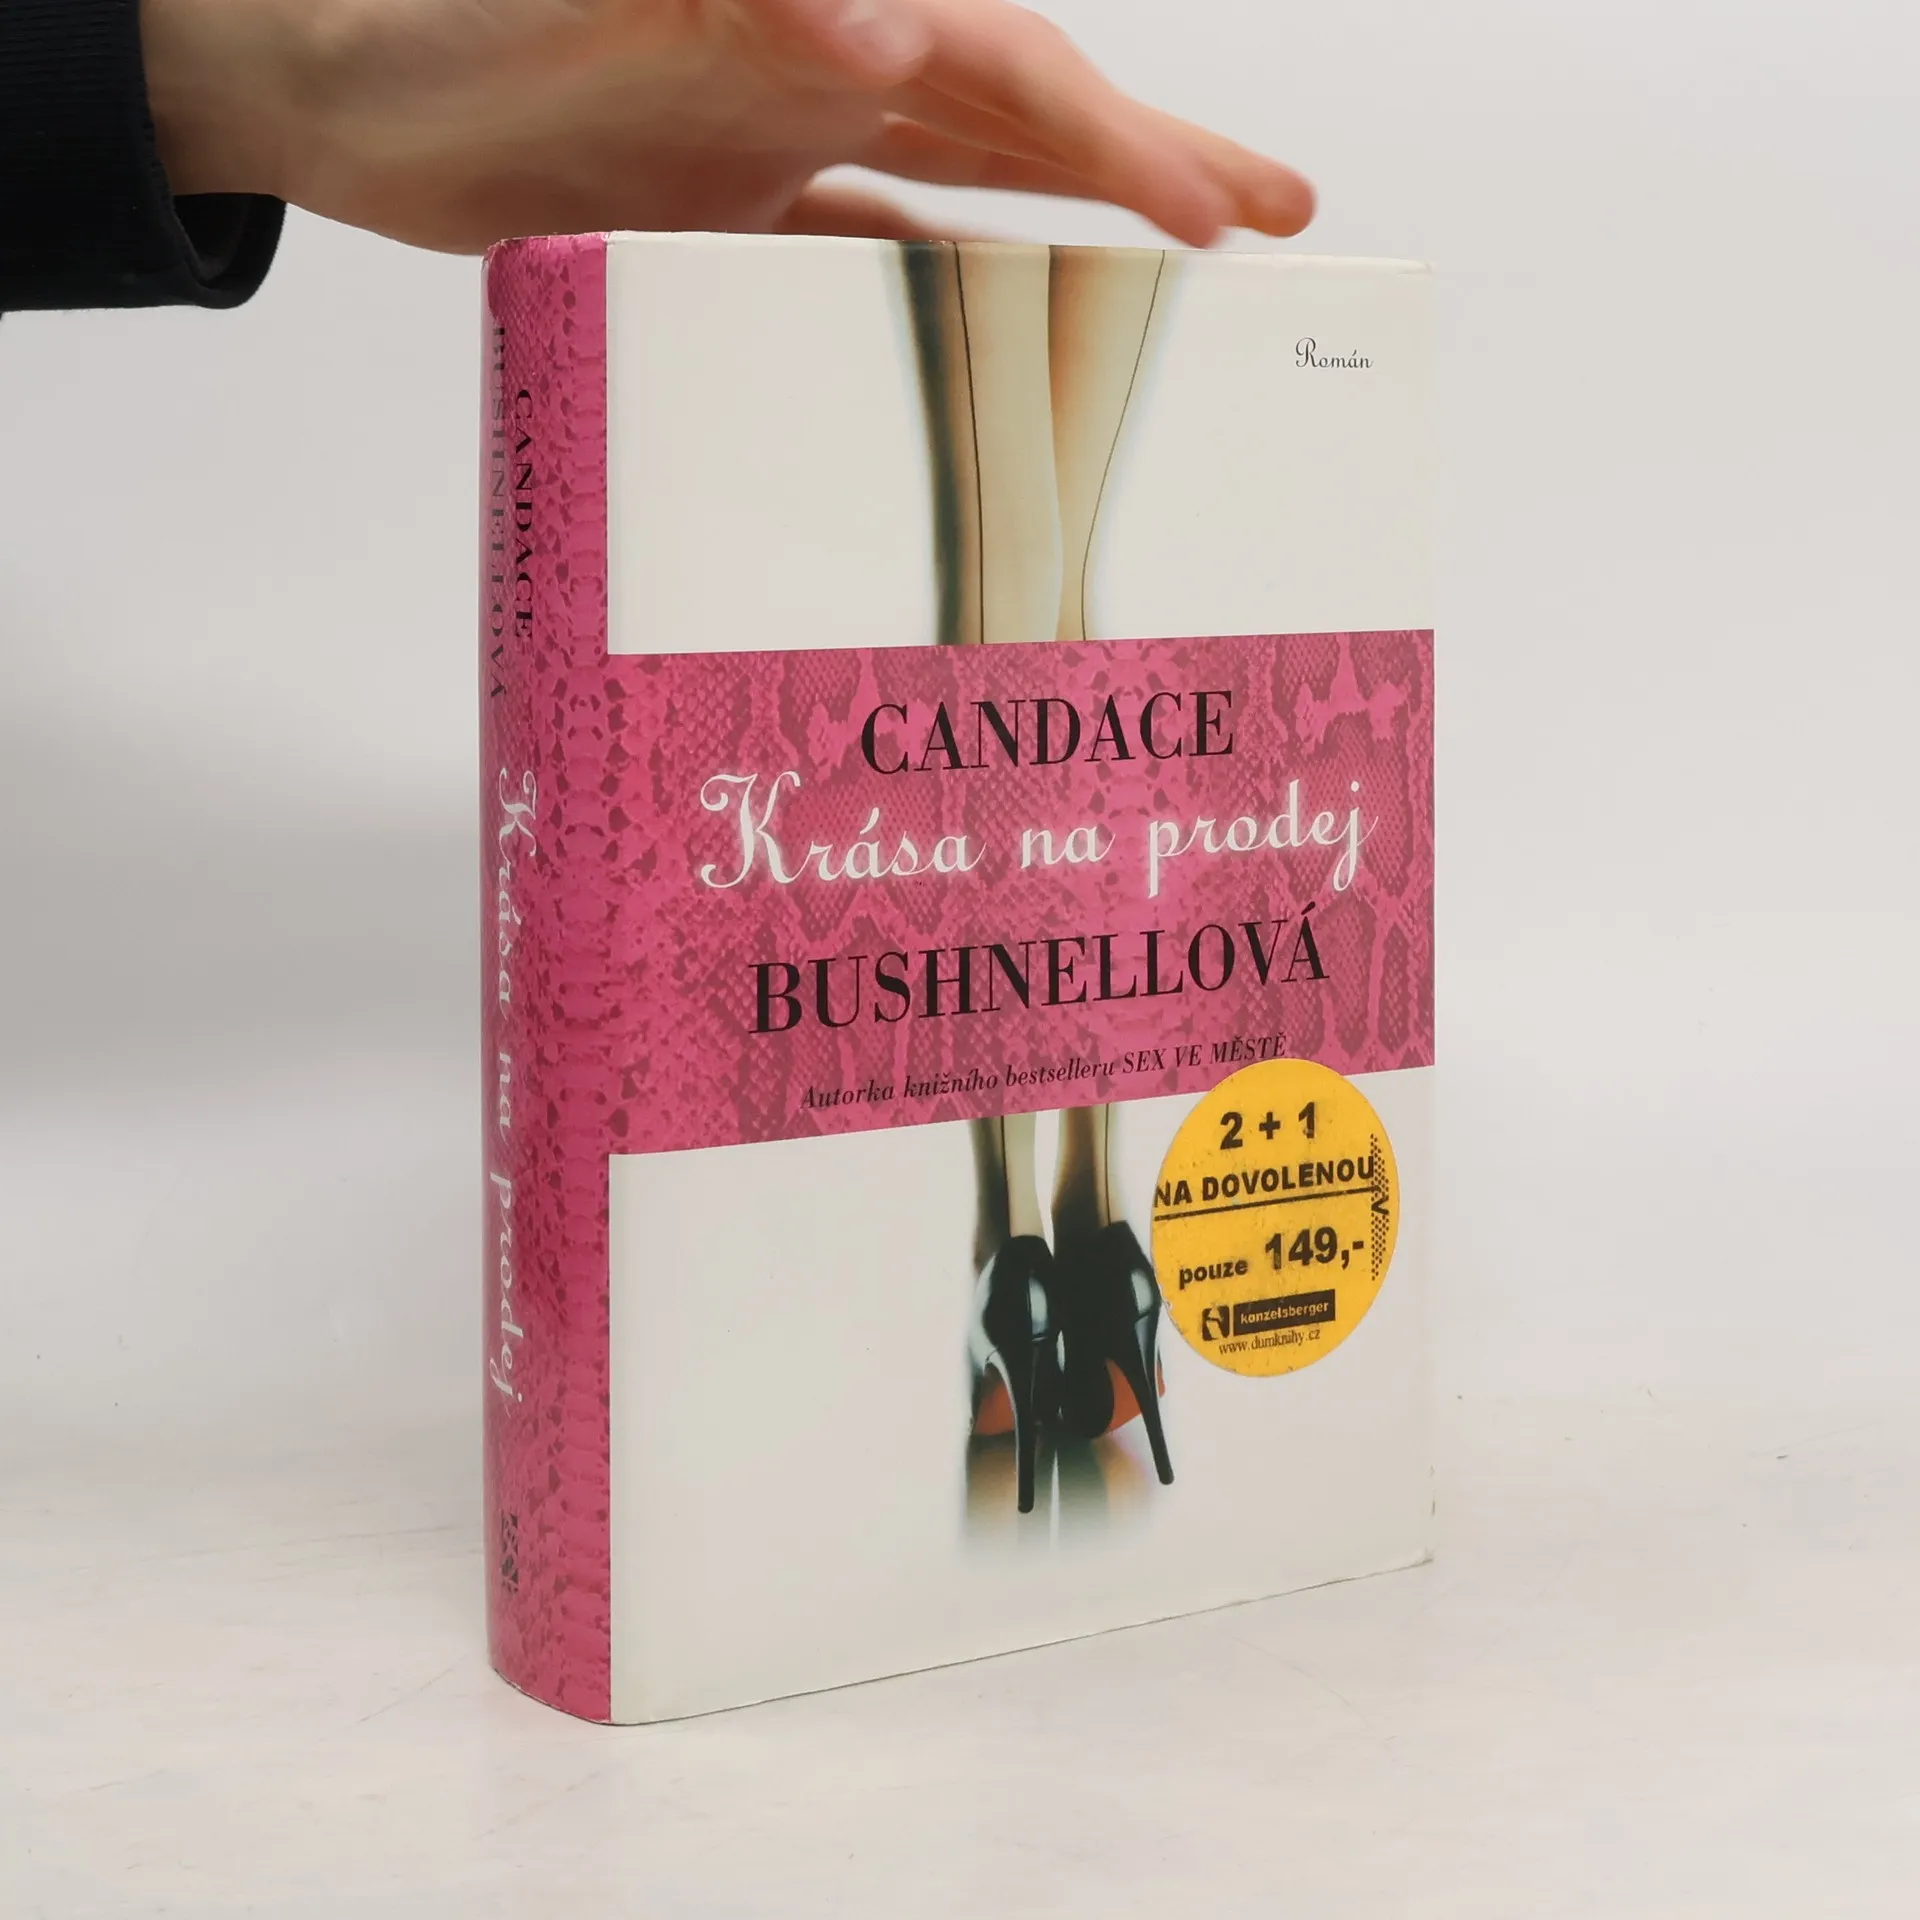 CANDACE
BUSHNELLOVÁ
Krása na prodej
Román
CANDACE
Krása na prodej
BUSHNELLOVÁ
Autorka knižního bestselleru SEX VE MĚSTĚ
2 + 1
NA DOVOLENOU
pouze 149,-
kanzelsberger
www.dumknihy.cz